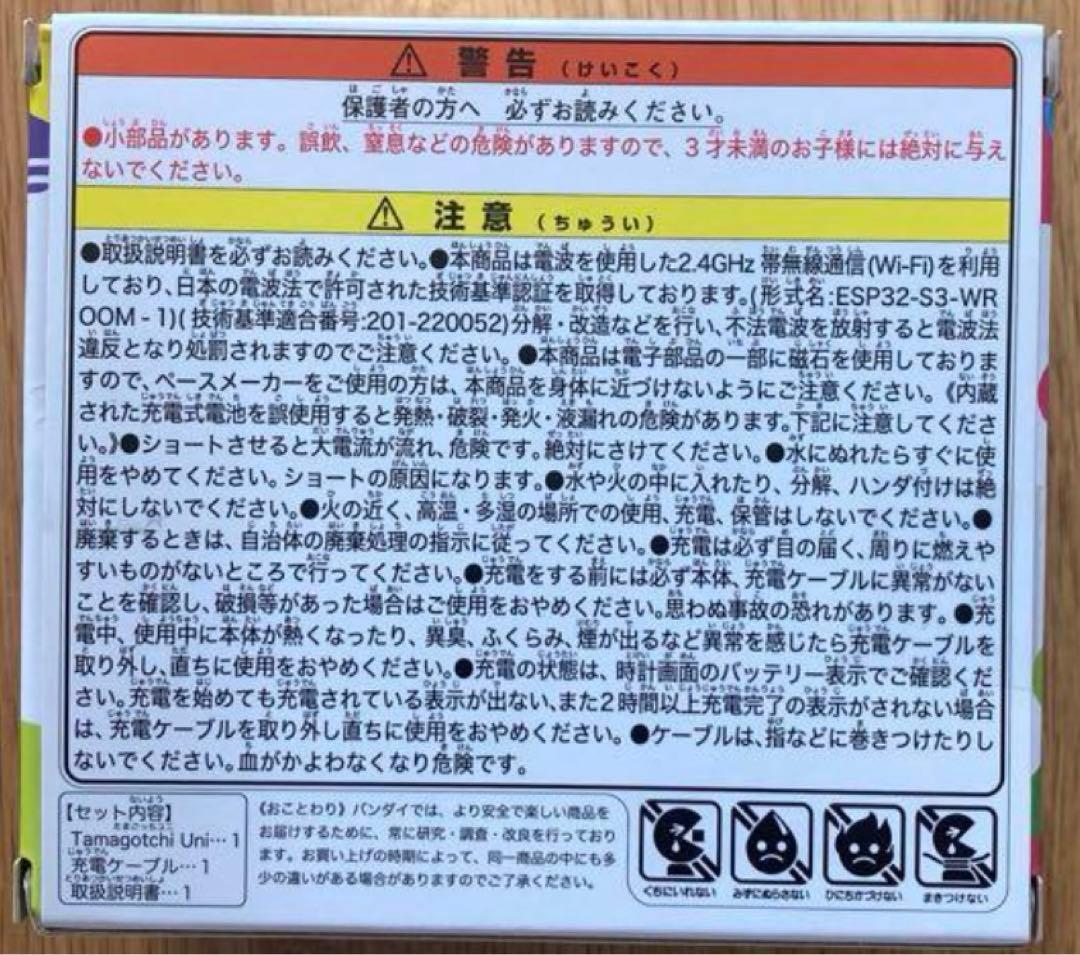 ⚠ 警告（けいこく）
保護者の方へ 必ずお読みください。
●小部品があります。誤飲、窒息などの危険がありますので、3才未満のお子様には絶対に与え
ないでください。
⚠ 注意（ちゅうい）
●取扱説明書を必ずお読みください。●本商品は電波を使用した2.4GHz 帯無線通信(Wi-Fi)を利用
しており、日本の電波法で許可された技術基準認証を取得しております。(形式名:ESP32-S3-WR
OOM-1)(技術基準適合番号:201-220052)分解・改造などを行い、不法電波を放射すると電波法
違反となり処罰されますのでご注意ください。●本商品は電子部品の一部に磁石を使用しておりま
すので、ペースメーカーをご使用の方は、本商品を身体に近づけないようにご注意ください。《内蔵
された充電式電池を誤使用すると発熱・破裂・発火・液漏れの危険があります。下記に注意してくださ
い。》●ショートさせると大電流が流れ、危険です。絶対にさけてください。●水にぬれたらすぐに使
用をやめてください。ショートの原因になります。●水や火の中に入れたり、分解、ハンダ付けは絶
対にしないでください。●火の近く、高温・多湿の場所での使用、充電、保管はしないでください。●
廃棄するときは、自治体の廃棄処理の指示に従ってください。●充電は必ず目の届く、周りに燃えや
すいものがないところで行ってください。●充電をする前には必ず本体、充電ケーブルに異常がない
ことを確認し、破損等があった場合はご使用をおやめください。思わぬ事故の恐れがあります。●充
電中、使用中に本体が熱くなったり、異臭、ふくらみ、煙が出るなど異常を感じたら充電ケーブルを
取り外し、直ちに使用をおやめください。●充電の状態は、時計画面のバッテリー表示でご確認くだ
さい。充電を始めても充電されている表示が出ない、また2時間以上充電完了の表示がされない場合
は、充電ケーブルを取り外し直ちに使用をおやめください。●ケーブルは、指などに巻きつけたりし
ないでください。血がかよわなくなり危険です。
【セット内容】
Tamagotchi Uni…1
充電ケーブル…1
取扱説明書…1
《おことわり》バンダイでは、より安全で楽しい商品を
お届けするために、常に研究・調査・改良を行っており
ます。お買い上げの時期によって、同一商品の中にも多
少の違いがある場合がありますのでご了承ください。
くちにいれない みずにぬらさない ひにちかづけない まきつけない